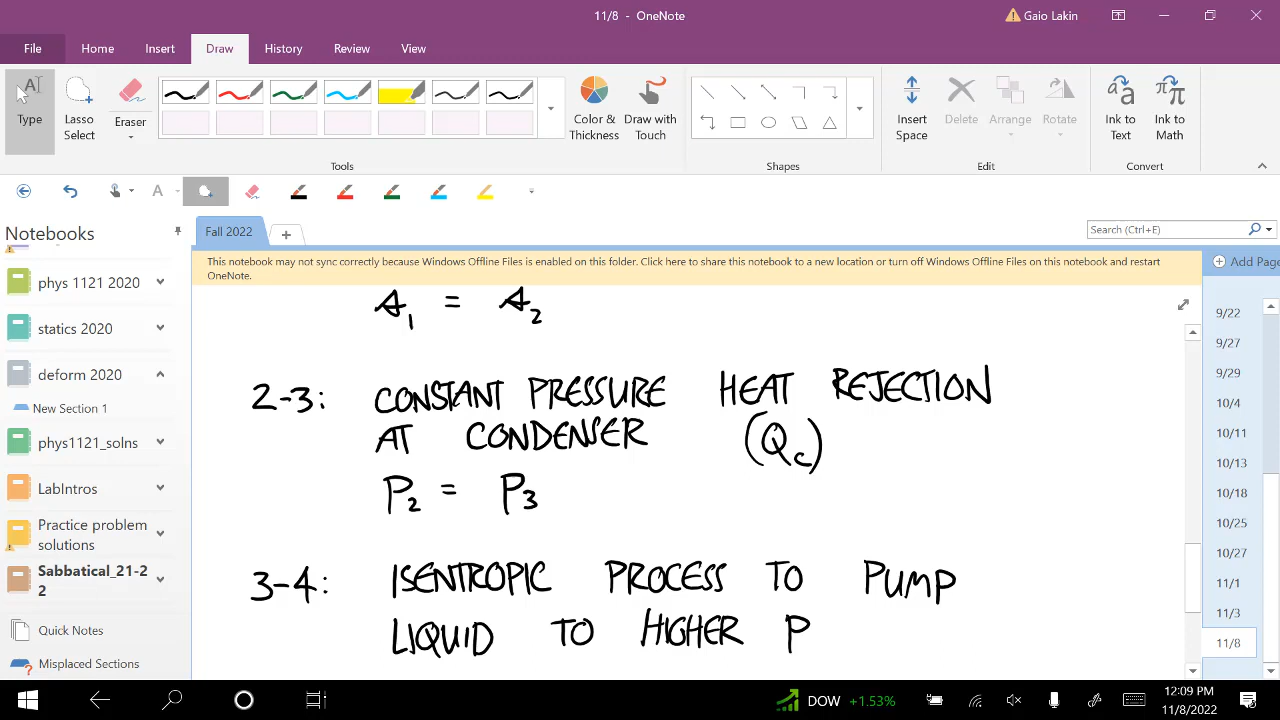 11/8 - OneNote
Gaio Lakin
File Home Insert Draw History Review View
Type
Lasso Select
Eraser
Color & Thickness
Draw with Touch
Insert Space
Delete
Arrange
Rotate
Ink to Text
Ink to Math
Tools
Shapes
Edit
Convert
Notebooks
Fall 2022
Search (Ctrl+E)
This notebook may not sync correctly because Windows Offline Files is enabled on this folder. Click here to share this notebook to a new location or turn off Windows Offline Files on this notebook and restart
OneNote.
Add Page
phys 1121 2020
statics 2020
deform 2020
New Section 1
phys1121_solns
LabIntros
Practice problem
solutions
Sabbatical_21-2
2
Quick Notes
Misplaced Sections
s₁ = s₂
2-3: CONSTANT PRESSURE HEAT REJECTION
AT CONDENSER (Qc)
P₂ = P₃
3-4: ISENTROPIC PROCESS TO PUMP
LIQUID TO HIGHER P
9/22
9/27
9/29
10/4
10/11
10/13
10/18
10/25
10/27
11/1
11/3
11/8
DOW +1.53%
12:09 PM
11/8/2022